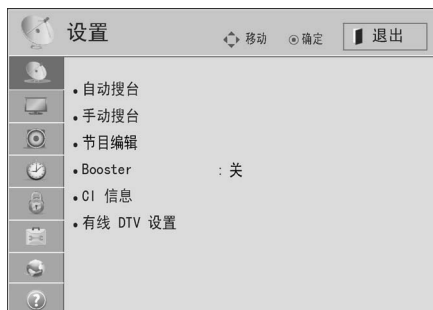 设置 移动 确定 退出
• 自动搜台
• 手动搜台
• 节目编辑
• Booster : 关
• CI 信息
• 有线 DTV 设置